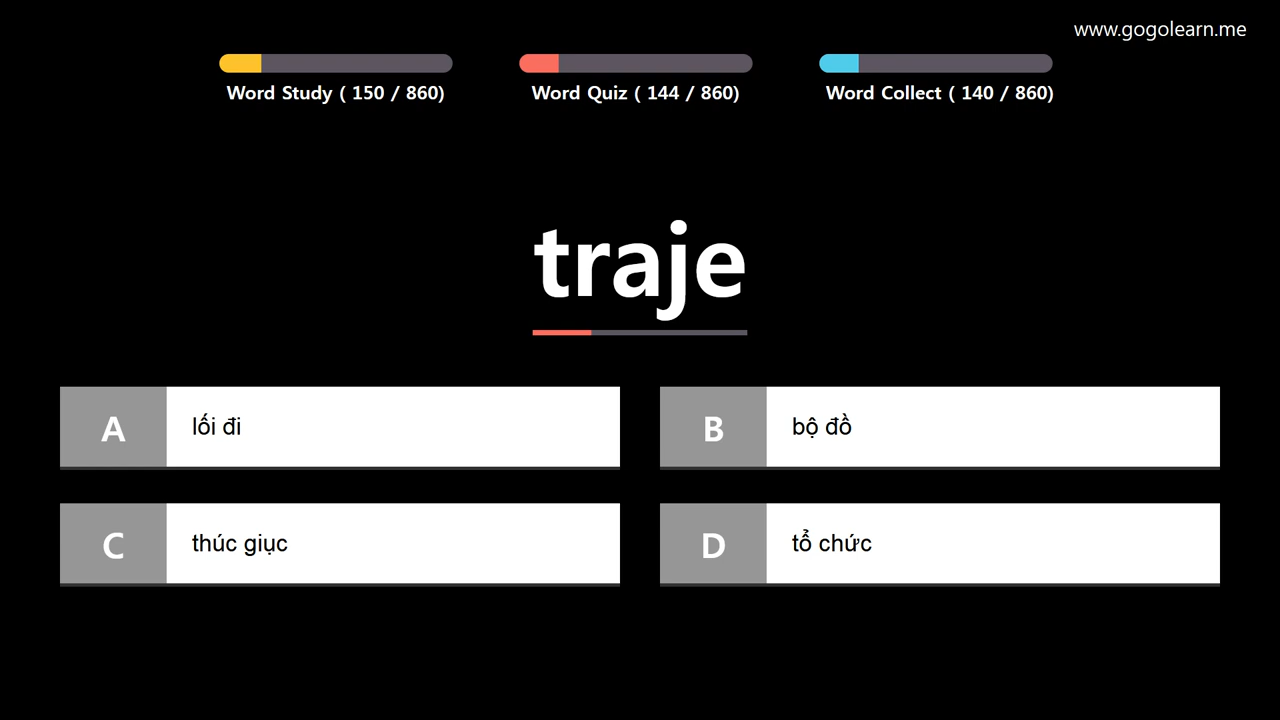 www.gogolearn.me
Word Study ( 150 / 860)
Word Quiz ( 144 / 860)
Word Collect ( 140 / 860)
traje
A lối đi
B bộ đồ
C thúc giục
D tổ chức